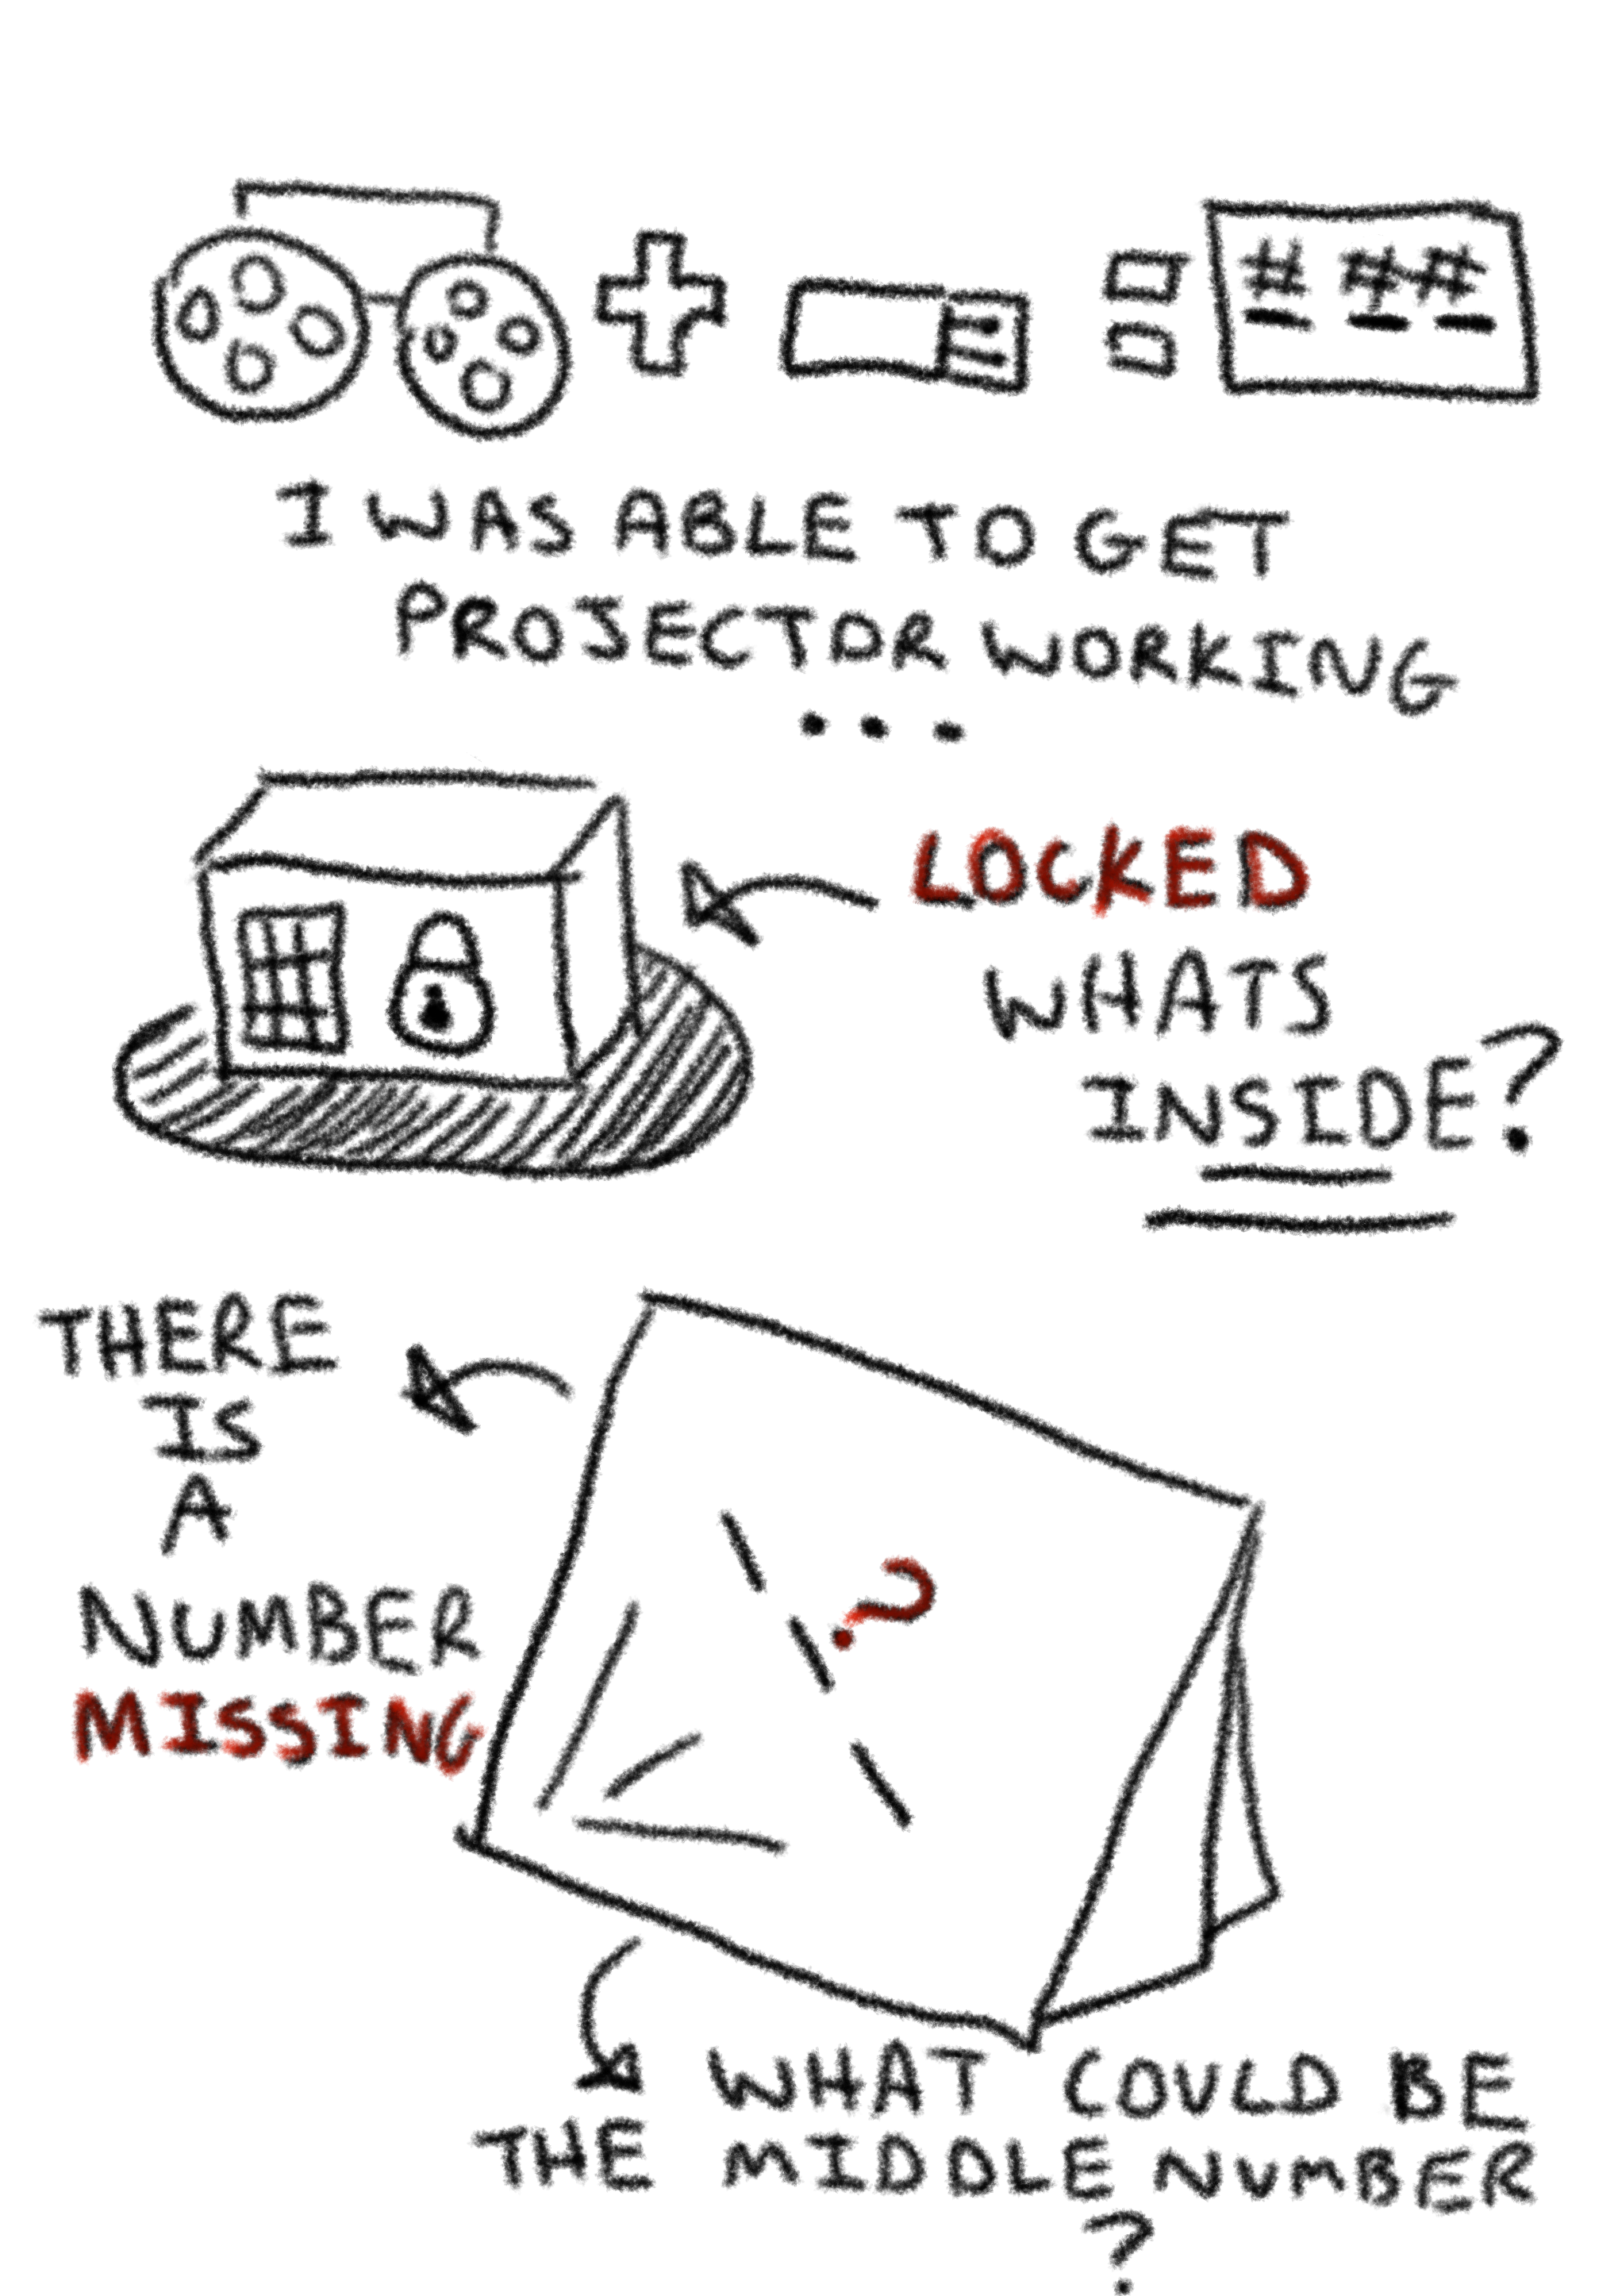 # # #
I WAS ABLE TO GET
PROJECTOR WORKING
...
LOCKED
WHATS
INSIDE?
THERE
IS
A
NUMBER
MISSING
?
WHAT COULD BE
THE MIDDLE NUMBER
?